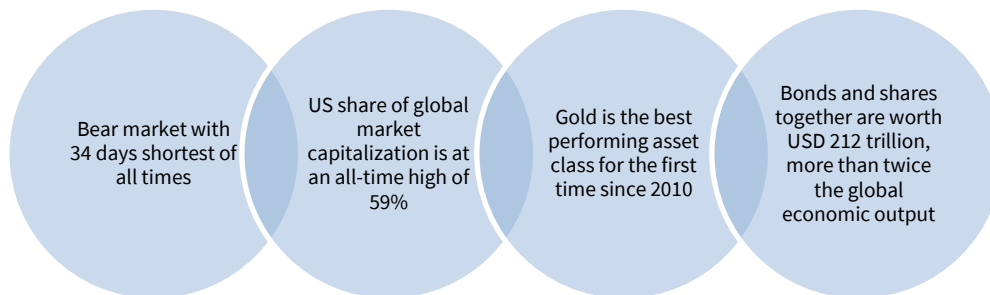 Bear market with
34 days shortest of
all times
US share of global
market
capitalization is at
an all-time high of
59%
Gold is the best
performing asset
class for the first
time since 2010
Bonds and shares
together are worth
USD 212 trillion,
more than twice
the global
economic output